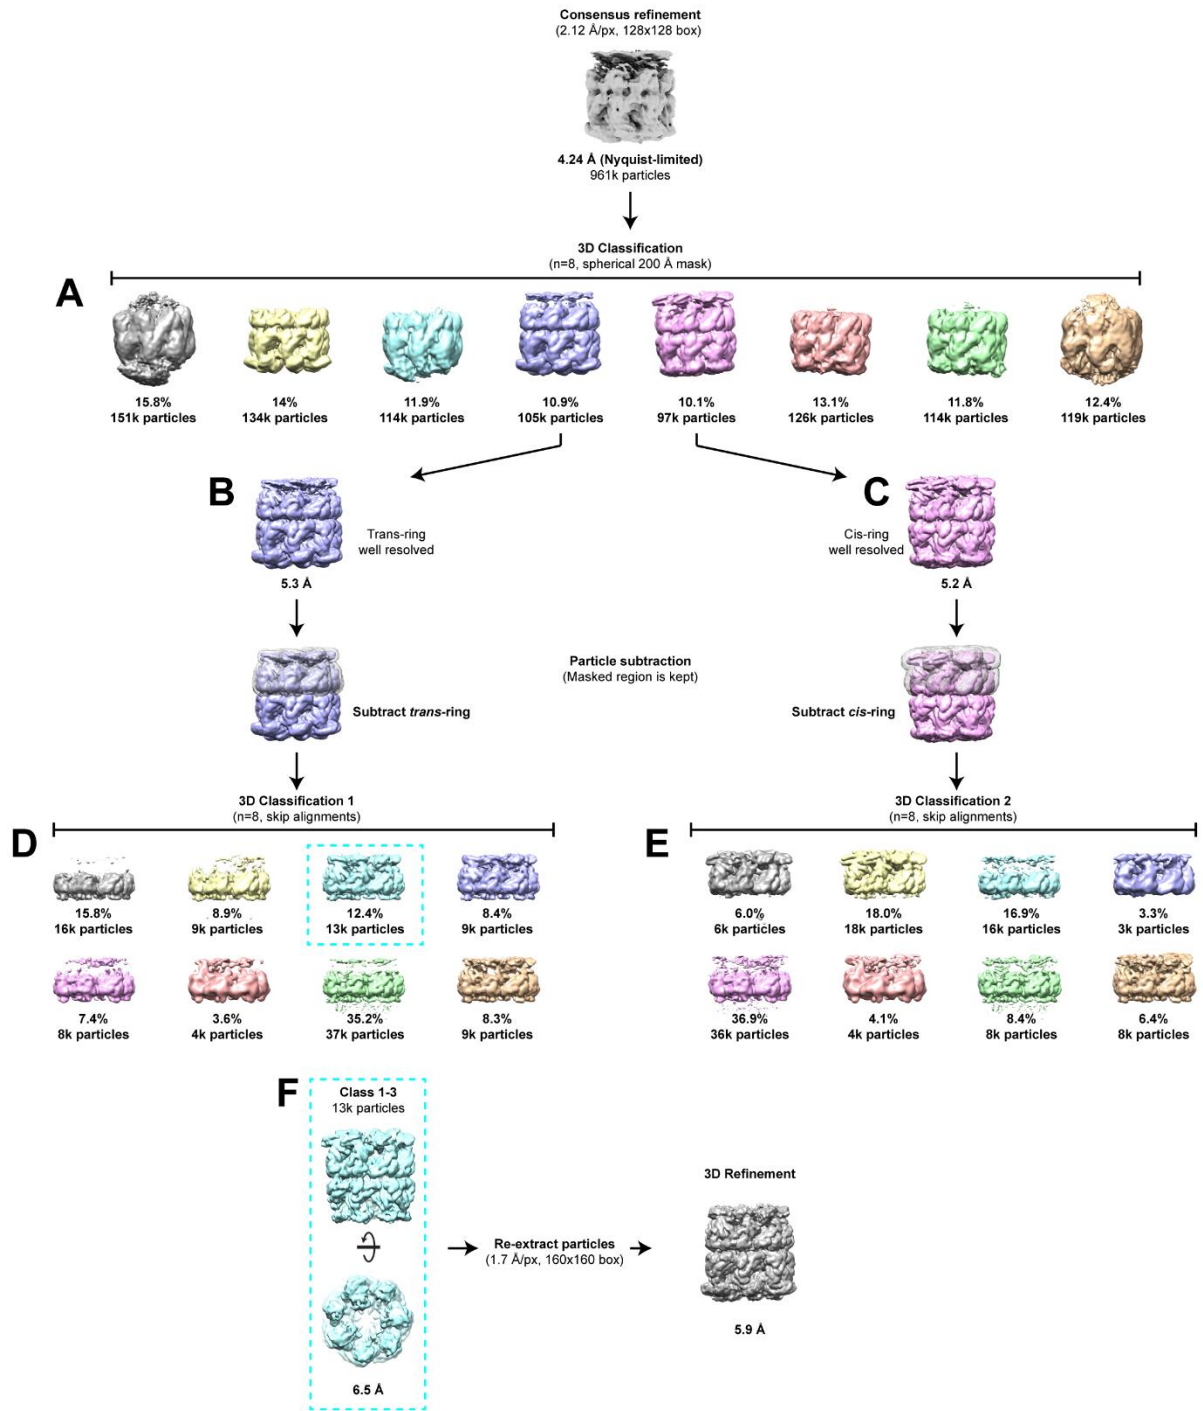 Consensus refinement
(2.12 Å/px, 128x128 box)
4.24 Å (Nyquist-limited)
961k particles
3D Classification
(n=8, spherical 200 Å mask)
A
15.8%
151k particles
14%
134k particles
11.9%
114k particles
10.9%
105k particles
10.1%
97k particles
13.1%
126k particles
11.8%
114k particles
12.4%
119k particles
B
Trans-ring
well resolved
5.3 Å
C
Cis-ring
well resolved
5.2 Å
Particle subtraction
(Masked region is kept)
Subtract trans-ring
Subtract cis-ring
3D Classification 1
(n=8, skip alignments)
D
15.8%
16k particles
8.9%
9k particles
12.4%
13k particles
8.4%
9k particles
7.4%
8k particles
3.6%
4k particles
35.2%
37k particles
8.3%
9k particles
3D Classification 2
(n=8, skip alignments)
E
6.0%
6k particles
18.0%
18k particles
16.9%
16k particles
3.3%
3k particles
36.9%
36k particles
4.1%
4k particles
8.4%
8k particles
6.4%
8k particles
F
Class 1-3
13k particles
6.5 Å
Re-extract particles
(1.7 Å/px, 160x160 box)
3D Refinement
5.9 Å